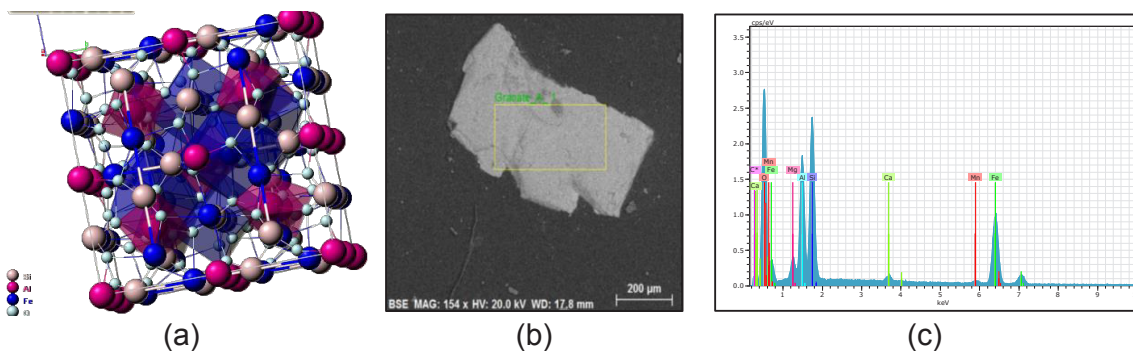 Si
Al
Fe
O
(a)
Granate_Al_1
BSE MAG: 154 x HV: 20.0 kV WD: 17.8 mm
200 µm
(b)
cps/eV
3.5
3.0
2.5
2.0
1.5
1.0
0.5
0.0
Mn
C* Fe Mg Ca Mn Fe
Ca O Al Si
1 2 3 4 5 6 7 8 9
keV
(c)